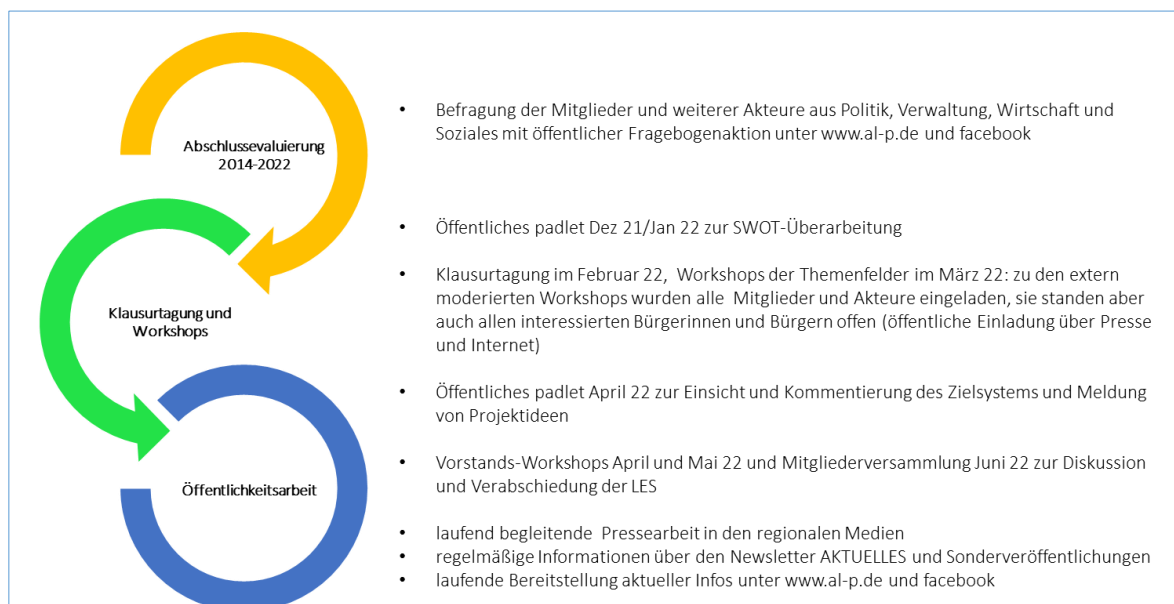 Abschlussevaluierung
2014-2022
• Befragung der Mitglieder und weiterer Akteure aus Politik, Verwaltung, Wirtschaft und
Soziales mit öffentlicher Fragebogenaktion unter www.al-p.de und facebook
Klausurtagung und
Workshops
• Öffentliches padlet Dez 21/Jan 22 zur SWOT-Überarbeitung
• Klausurtagung im Februar 22, Workshops der Themenfelder im März 22: zu den extern
moderierten Workshops wurden alle Mitglieder und Akteure eingeladen, sie standen aber
auch allen interessierten Bürgerinnen und Bürgern offen (öffentliche Einladung über Presse
und Internet)
• Öffentliches padlet April 22 zur Einsicht und Kommentierung des Zielsystems und Meldung
von Projektideen
• Vorstands-Workshops April und Mai 22 und Mitgliederversammlung Juni 22 zur Diskussion
und Verabschiedung der LES
Öffentlichkeitsarbeit
• laufend begleitende Pressearbeit in den regionalen Medien
• regelmäßige Informationen über den Newsletter AKTUELLES und Sonderveröffentlichungen
• laufende Bereitstellung aktueller Infos unter www.al-p.de und facebook